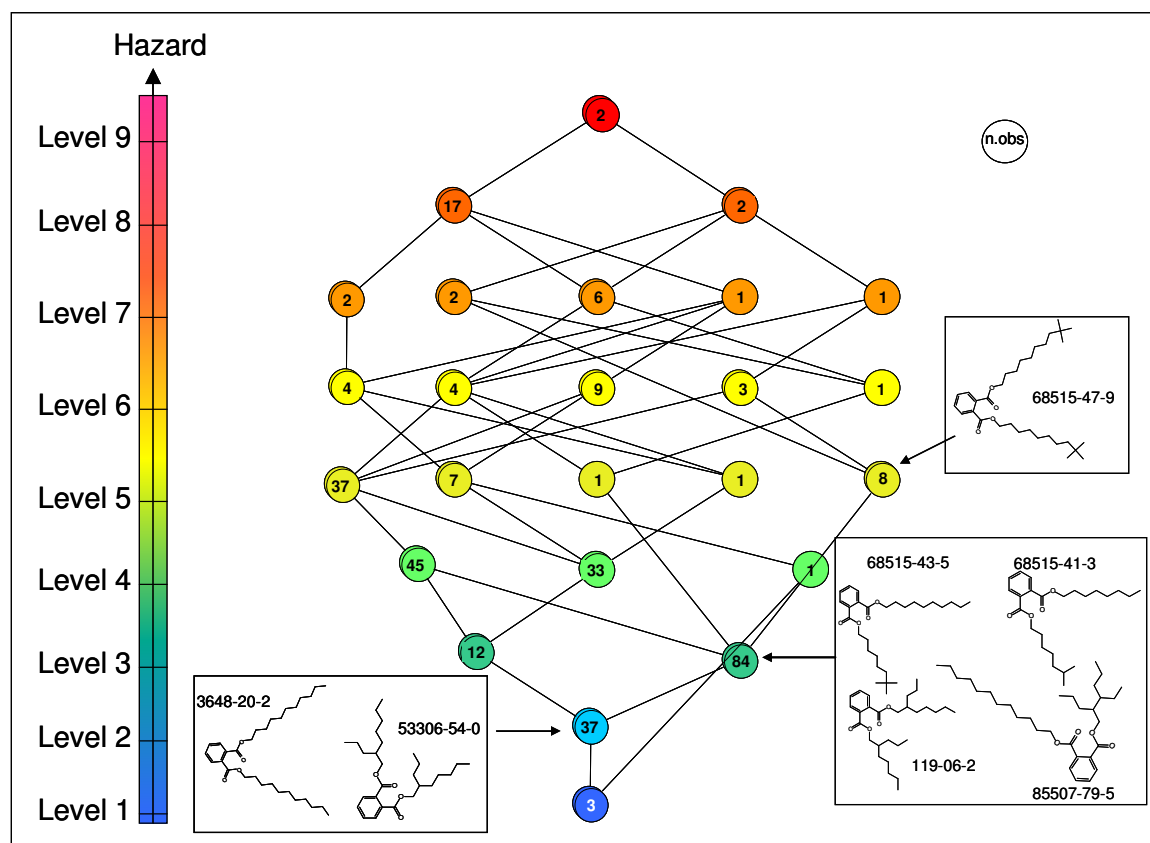 Hazard
Level 9
Level 8
Level 7
Level 6
Level 5
Level 4
Level 3
Level 2
Level 1
n.obs
2
17
2
2
2
6
1
1
4
4
9
3
1
37
7
1
1
8
45
33
1
12
84
37
3
68515-47-9
O
O
O
O
68515-43-5
68515-41-3
O
O
O
O
O
O
O
O
119-06-2
O
O
O
O
85507-79-5
O
O
O
O
3648-20-2
O
O
O
O
53306-54-0
O
O
O
O